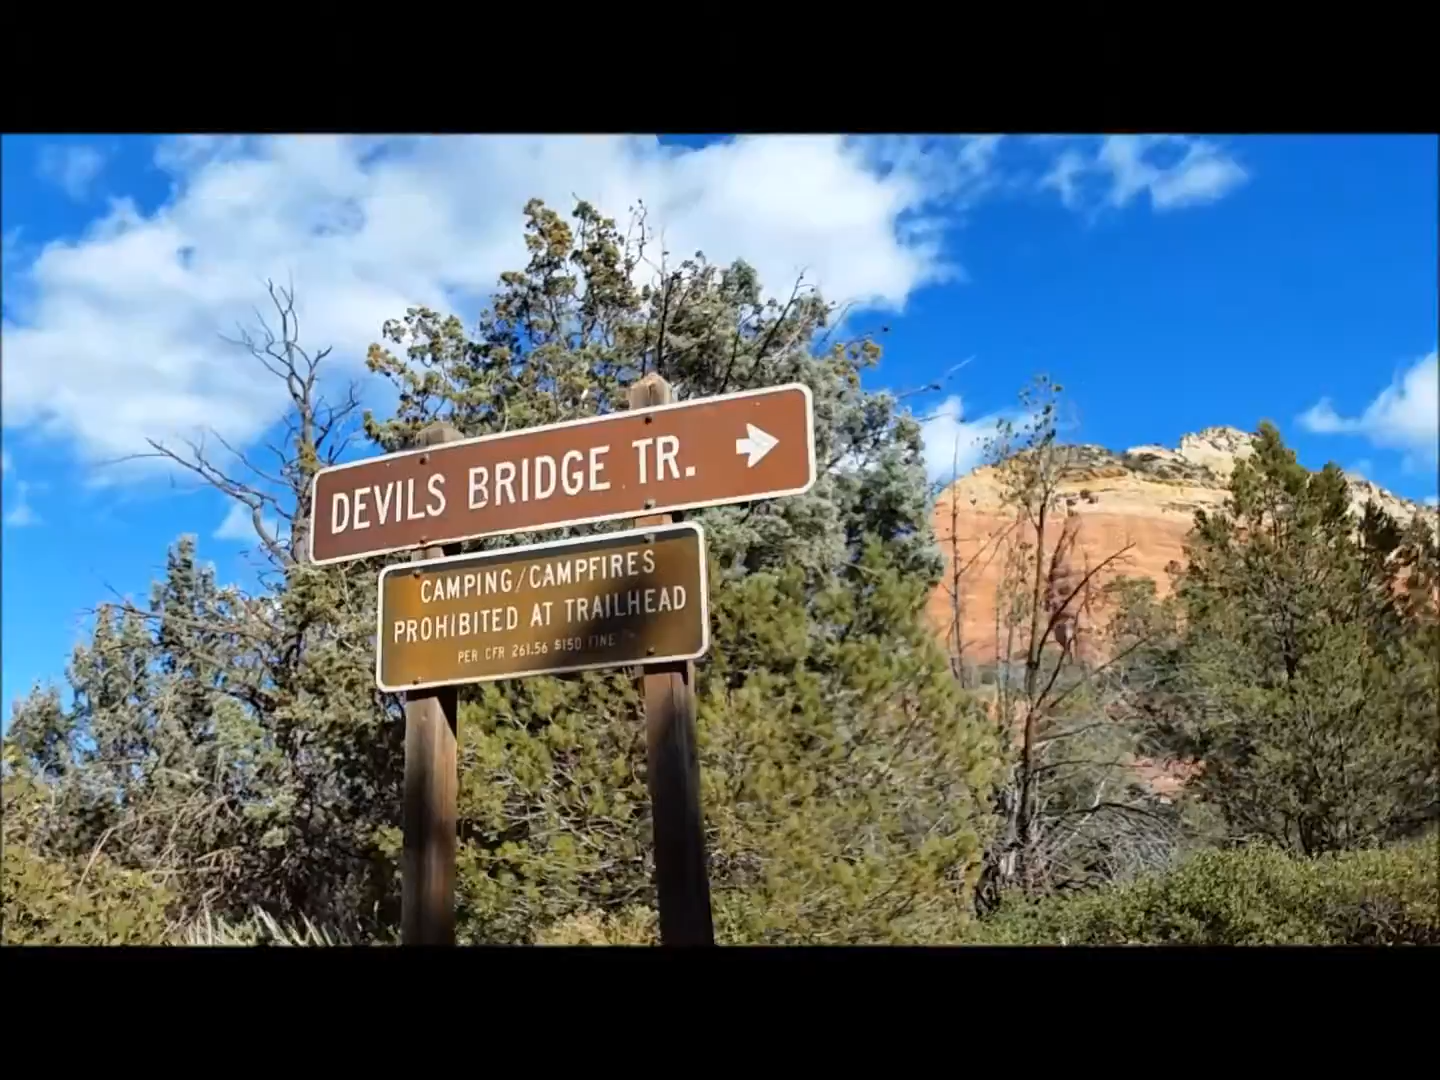 DEVILS BRIDGE TR.
CAMPING/CAMPFIRES
PROHIBITED AT TRAILHEAD
PER CFR 261.56 $150 FINE